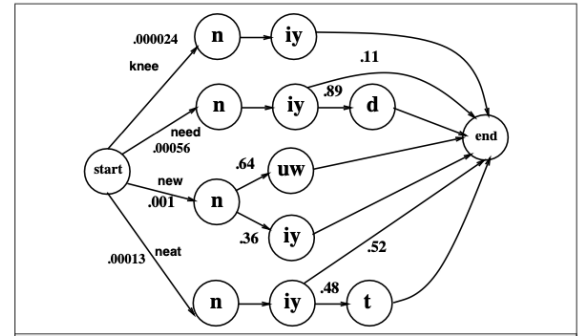 .000024
n
iy
knee
.11
n
iy
.89
d
need
.00056
end
start
new
.001
n
.64
uw
.36
iy
.52
.00013
neat
n
iy
.48
t